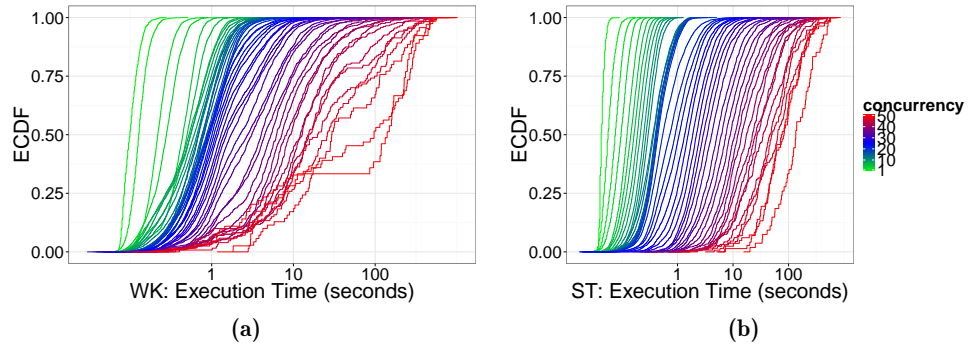 1.00
0.75
0.50
0.25
0.00
ECDF
1 10 100
WK: Execution Time (seconds)
(a)
1.00
0.75
0.50
0.25
0.00
ECDF
1 10 100
ST: Execution Time (seconds)
(b)
concurrency
50
40
30
20
10
1